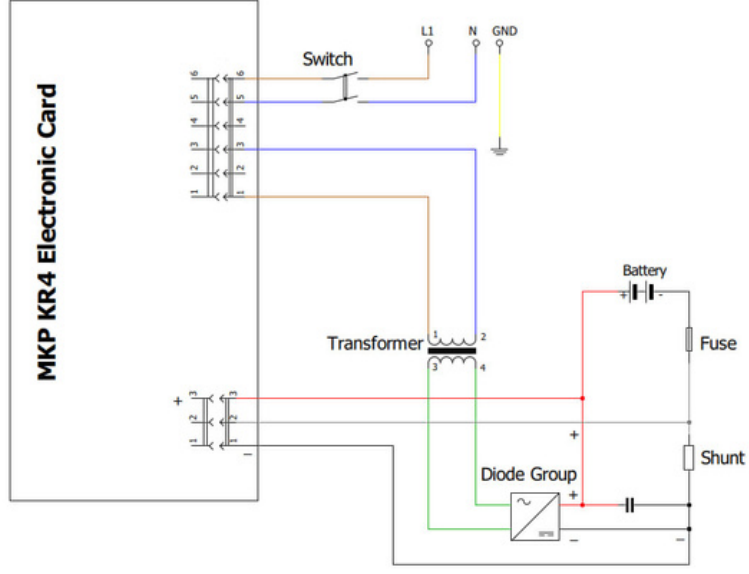 MKP KR4 Electronic Card
L1 N GND
Switch
6 6
5 5
4 4
3 3
2 2
1 1
Battery
+ -
Fuse
Transformer
1 2
3 4
+ 3 3
2 2
1 1
−
+
Shunt
Diode Group
+
− −